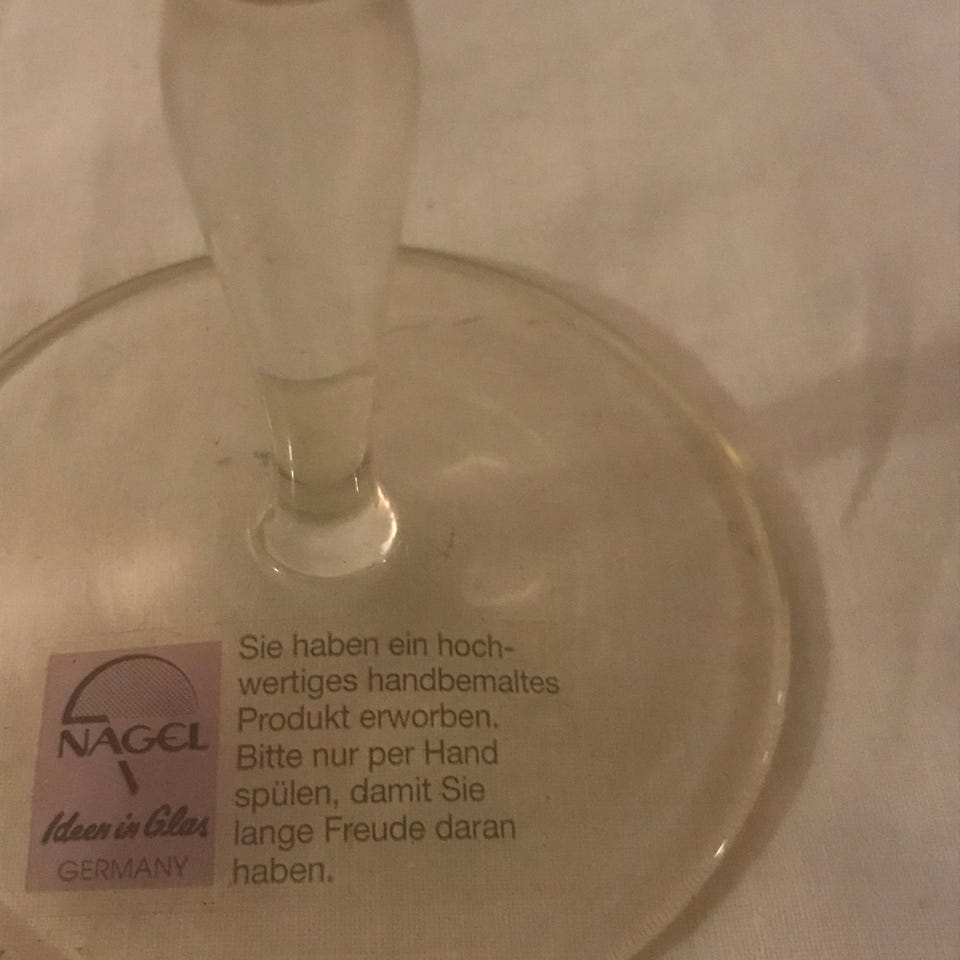 NAGEL
Ideen in Glas
GERMANY
Sie haben ein hoch-
wertiges handbemaltes
Produkt erworben.
Bitte nur per Hand
spülen, damit Sie
lange Freude daran
haben.